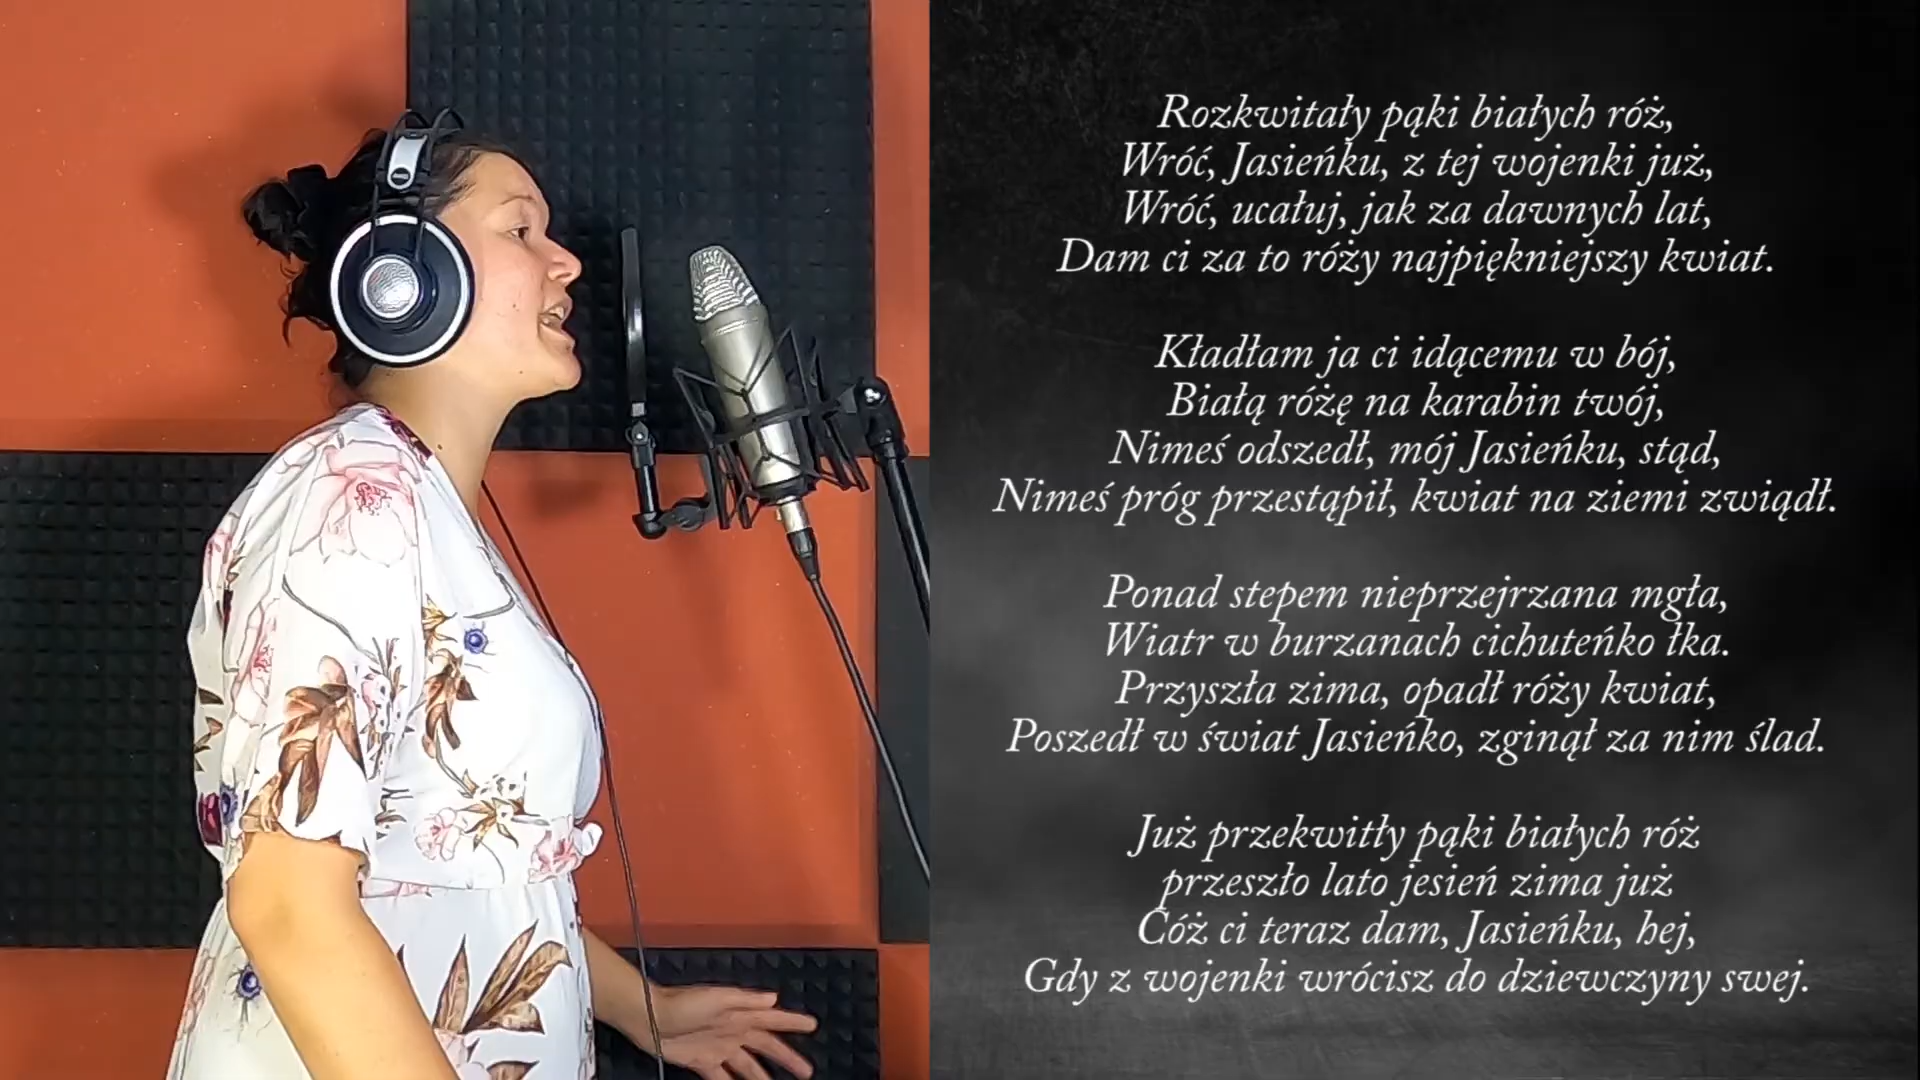 Rozkwitały pąki białych róż,
Wróć, Jasieńku, z tej wojenki już,
Wróć, ucałuj, jak za dawnych lat,
Dam ci za to róży najpiękniejszy kwiat.
Kładłam ja ci idącemu w bój,
Białą różę na karabin twój,
Nimeś odszedł, mój Jasieńku, stąd,
Nimeś próg przestąpił, kwiat na ziemi zwiądł.
Ponad stepem nieprzejrzana mgła,
Wiatr w burzanach cichuteńko łka.
Przyszła zima, opadł róży kwiat,
Poszedł w świat Jasieńko, zginął za nim ślad.
Już przekwitły pąki białych róż
przeszło lato jesień zima już
Cóż ci teraz dam, Jasieńku, hej,
Gdy z wojenki wrócisz do dziewczyny swej.